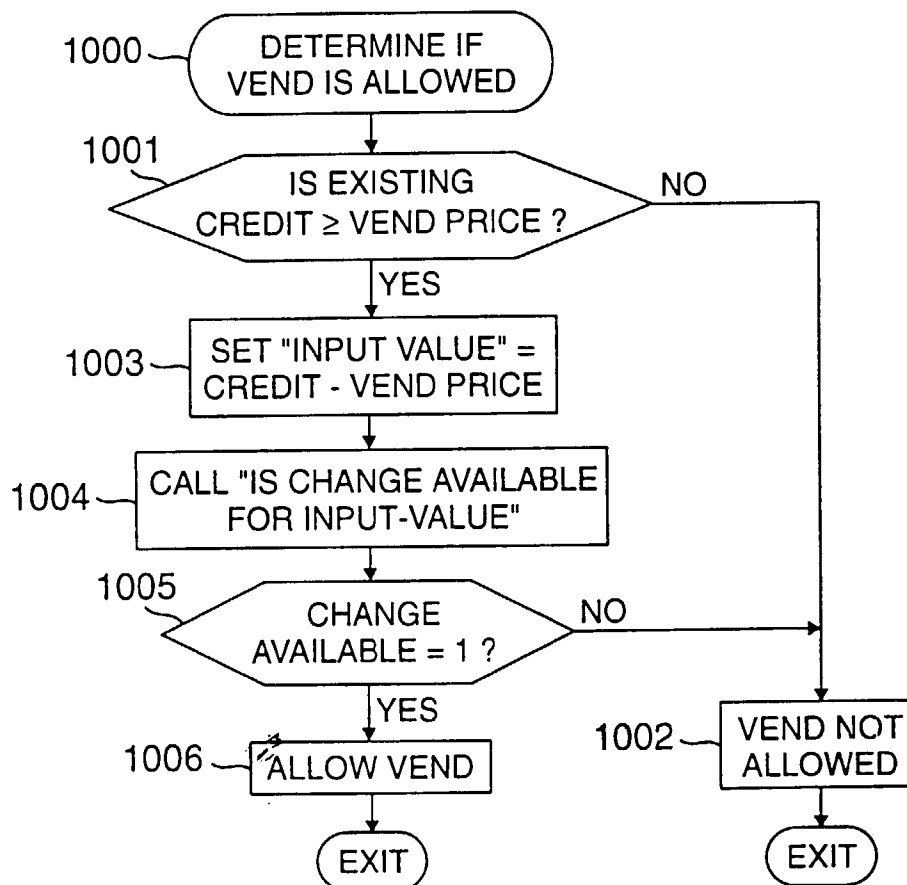 1000
DETERMINE IF
VEND IS ALLOWED
1001
IS EXISTING
CREDIT ≥ VEND PRICE ?
NO
YES
1003
SET "INPUT VALUE" =
CREDIT - VEND PRICE
1004
CALL "IS CHANGE AVAILABLE
FOR INPUT-VALUE"
1005
CHANGE
AVAILABLE = 1 ?
NO
YES
1006
ALLOW VEND
1002
VEND NOT
ALLOWED
EXIT
EXIT